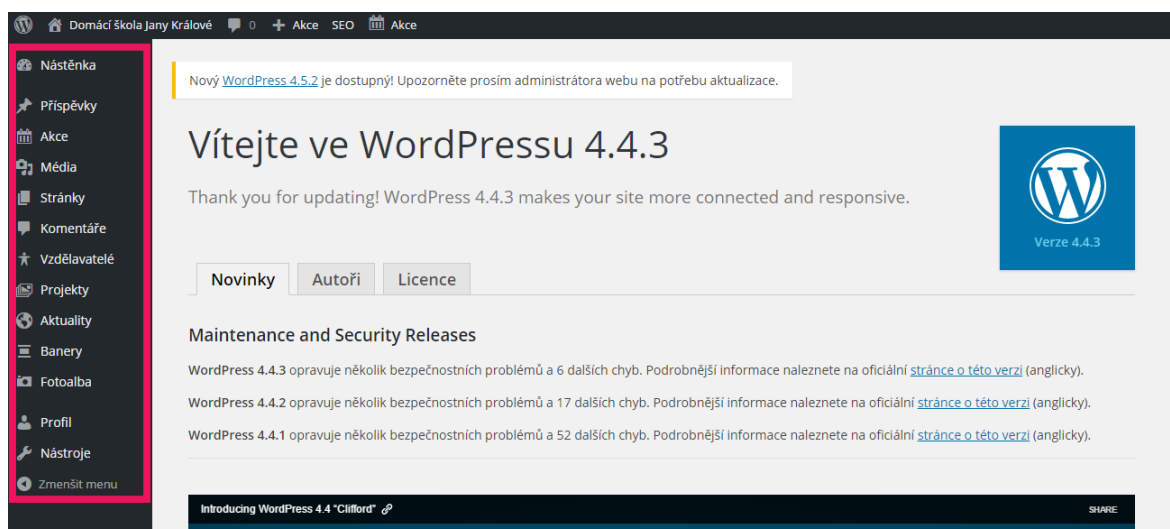 Domácí škola Jany Králové 0 + Akce SEO Akce
Nástěnka
Příspěvky
Akce
Média
Stránky
Komentáře
Vzdělavatelé
Projekty
Aktuality
Banery
Fotoalba
Profil
Nástroje
Zmenšit menu
Nový WordPress 4.5.2 je dostupný! Upozorněte prosím administrátora webu na potřebu aktualizace.
Vítejte ve WordPressu 4.4.3
Thank you for updating! WordPress 4.4.3 makes your site more connected and responsive.
Verze 4.4.3
Novinky Autoři Licence
Maintenance and Security Releases
WordPress 4.4.3 opravuje několik bezpečnostních problémů a 6 dalších chyb. Podrobnější informace naleznete na oficiální stránce o této verzi (anglicky).
WordPress 4.4.2 opravuje několik bezpečnostních problémů a 17 dalších chyb. Podrobnější informace naleznete na oficiální stránce o této verzi (anglicky).
WordPress 4.4.1 opravuje několik bezpečnostních problémů a 52 dalších chyb. Podrobnější informace naleznete na oficiální stránce o této verzi (anglicky).
Introducing WordPress 4.4 "Clifford" SHARE